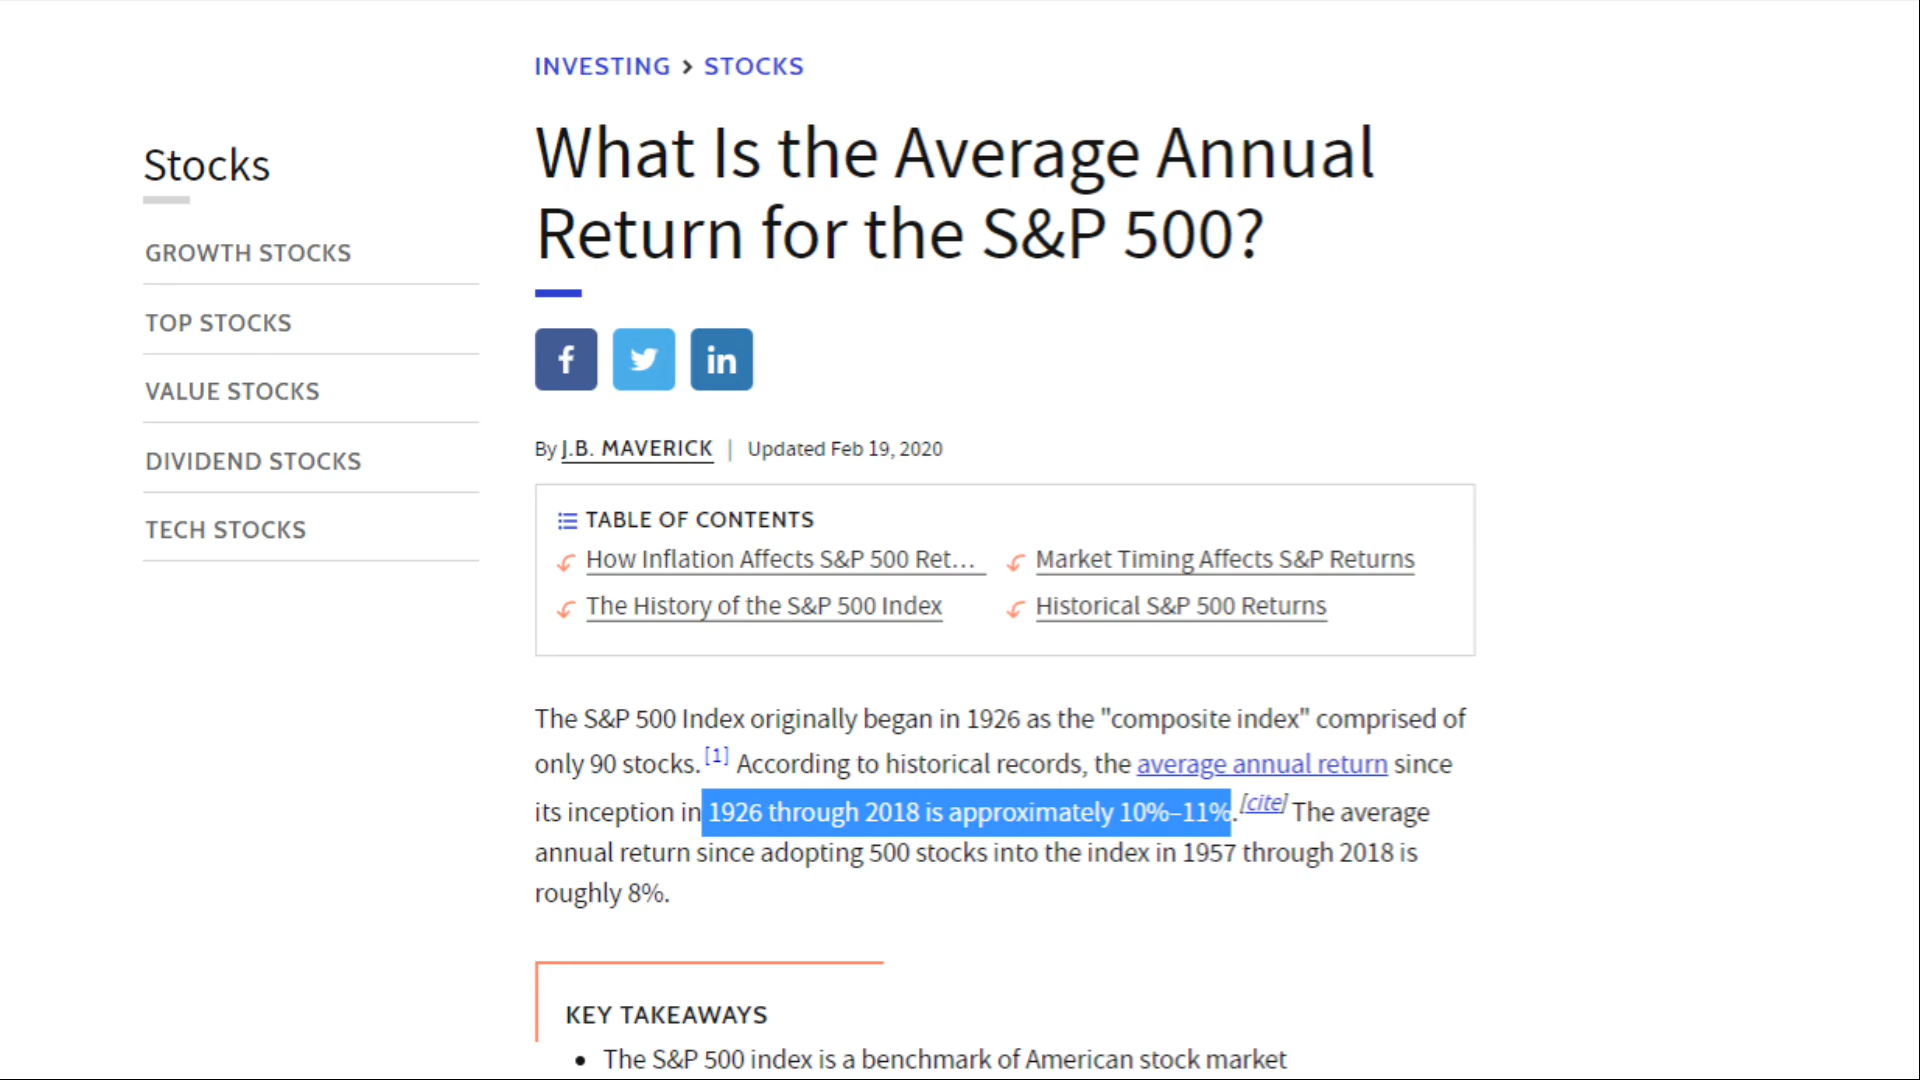 INVESTING > STOCKS
Stocks
GROWTH STOCKS
TOP STOCKS
VALUE STOCKS
DIVIDEND STOCKS
TECH STOCKS
What Is the Average Annual
Return for the S&P 500?
f in
By J.B. MAVERICK | Updated Feb 19, 2020
TABLE OF CONTENTS
How Inflation Affects S&P 500 Ret...
Market Timing Affects S&P Returns
The History of the S&P 500 Index
Historical S&P 500 Returns
The S&P 500 Index originally began in 1926 as the "composite index" comprised of
only 90 stocks. [1] According to historical records, the average annual return since
its inception in 1926 through 2018 is approximately 10%–11%.[cite] The average
annual return since adopting 500 stocks into the index in 1957 through 2018 is
roughly 8%.
KEY TAKEAWAYS
• The S&P 500 index is a benchmark of American stock market